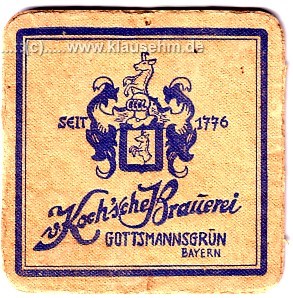 ...:(c)....www.klausehm.de
SEIT 1776
v. Koch'sche Brauerei
GOTTSMANNSGRÜN
BAYERN